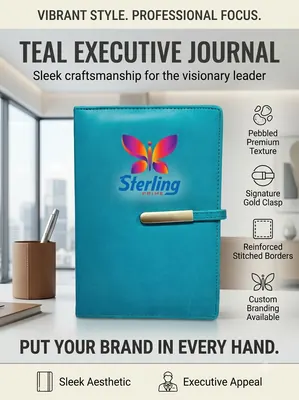 VIBRANT STYLE. PROFESSIONAL FOCUS.
TEAL EXECUTIVE JOURNAL
Sleek craftsmanship for the visionary leader
Sterling
PRIME
Pebbled
Premium
Texture
Signature
Gold Clasp
Reinforced
Stitched Borders
Custom
Branding
Available
PUT YOUR BRAND IN EVERY HAND.
Sleek Aesthetic
Executive Appeal